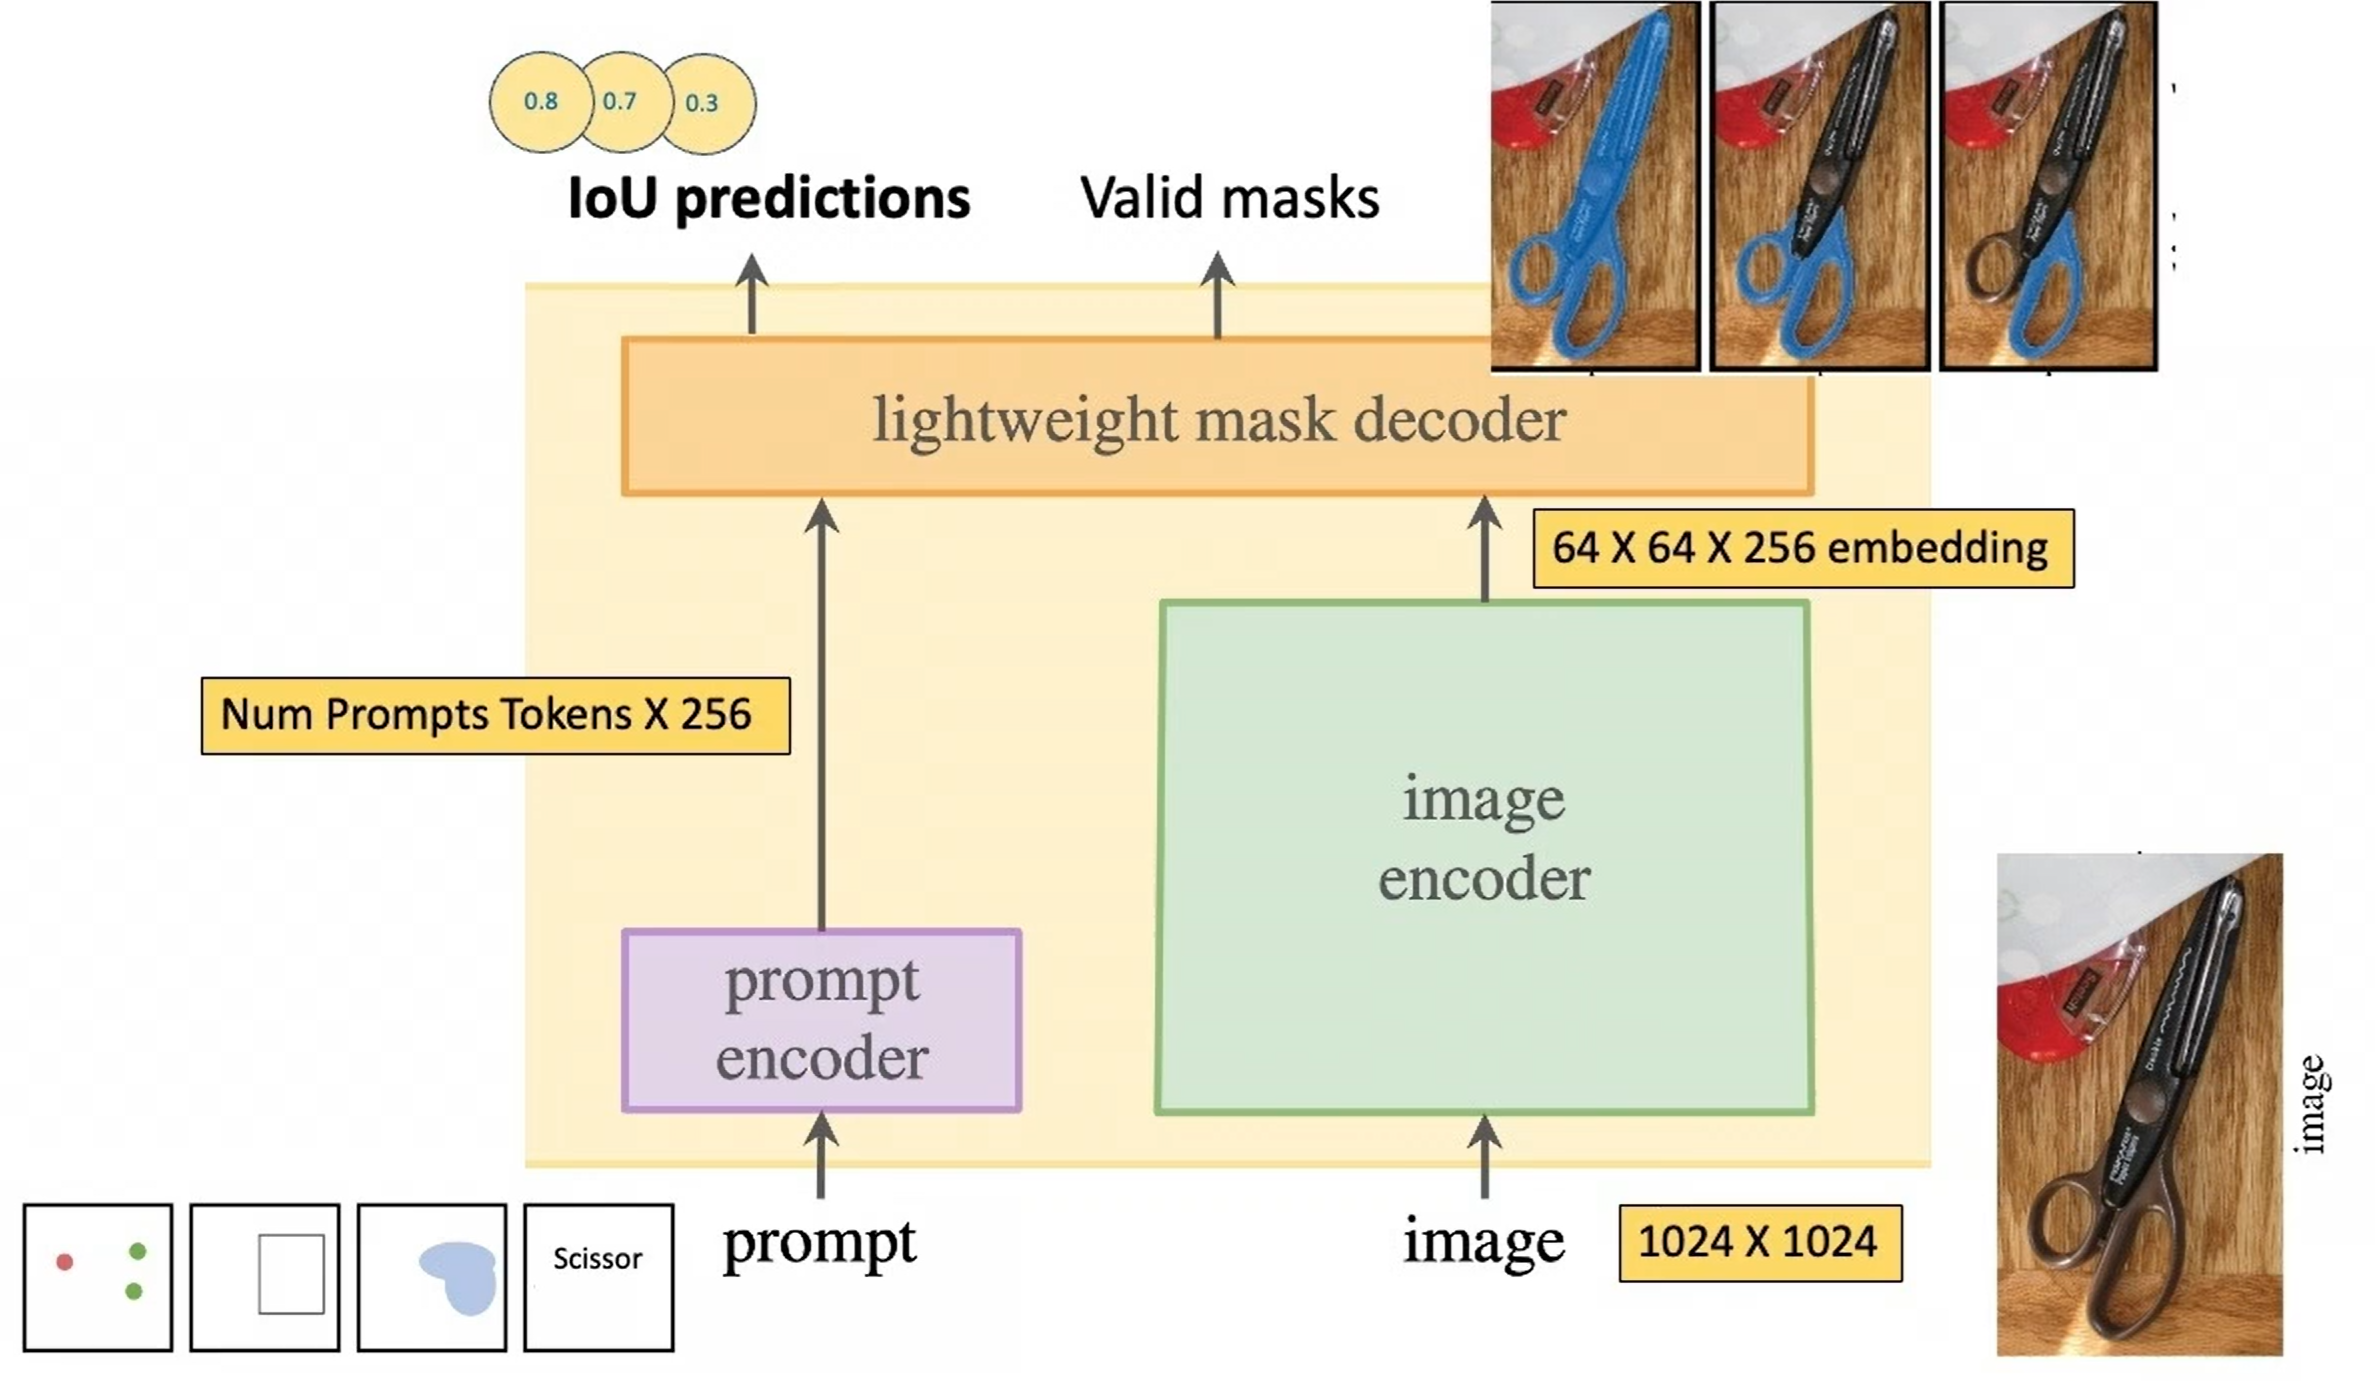 0.8 0.7 0.3
IoU predictions
Valid masks
lightweight mask decoder
64 X 64 X 256 embedding
Num Prompts Tokens X 256
image
encoder
prompt
encoder
Scissor
prompt
image
1024 X 1024
image